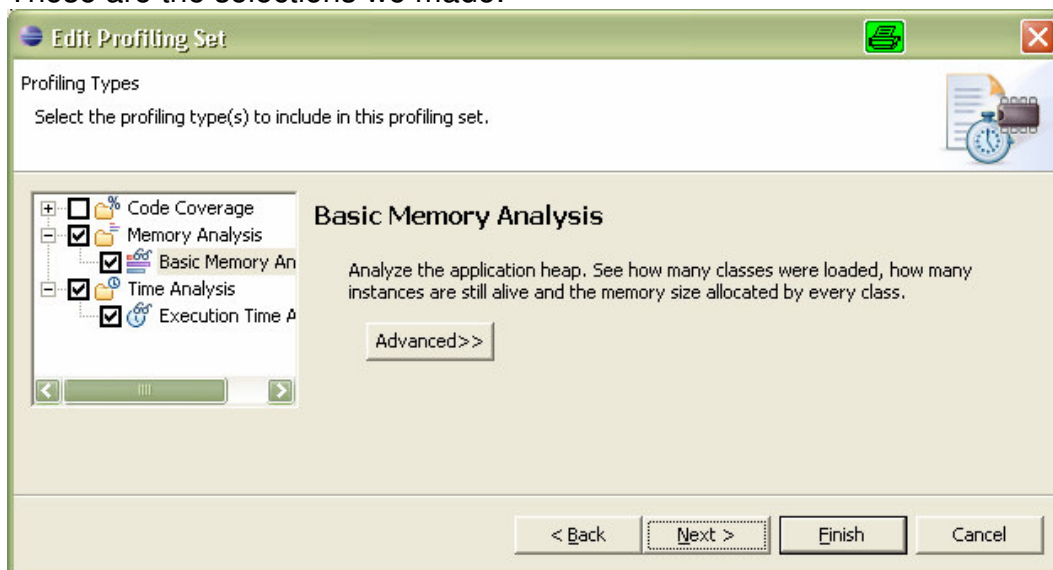 These are the selections we made:
Edit Profiling Set
Profiling Types
Select the profiling type(s) to include in this profiling set.
Code Coverage
Memory Analysis
Basic Memory An
Time Analysis
Execution Time A
Basic Memory Analysis
Analyze the application heap. See how many classes were loaded, how many
instances are still alive and the memory size allocated by every class.
Advanced>>
< Back Next > Finish Cancel